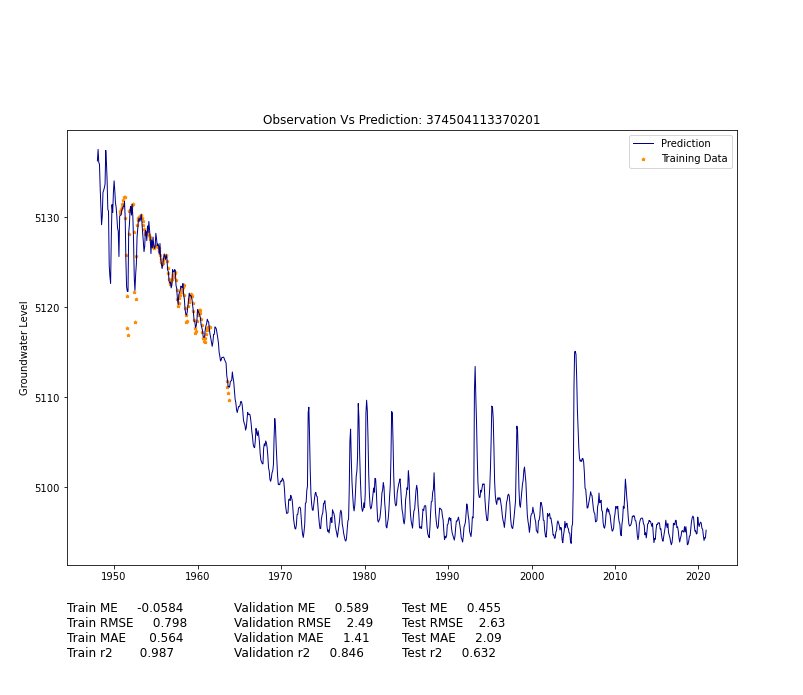 Observation Vs Prediction: 374504113370201
Prediction
Training Data
Groundwater Level
5130
5120
5110
5100
1950 1960 1970 1980 1990 2000 2010 2020
Train ME -0.0584 Validation ME 0.589 Test ME 0.455
Train RMSE 0.798 Validation RMSE 2.49 Test RMSE 2.63
Train MAE 0.564 Validation MAE 1.41 Test MAE 2.09
Train r2 0.987 Validation r2 0.846 Test r2 0.632